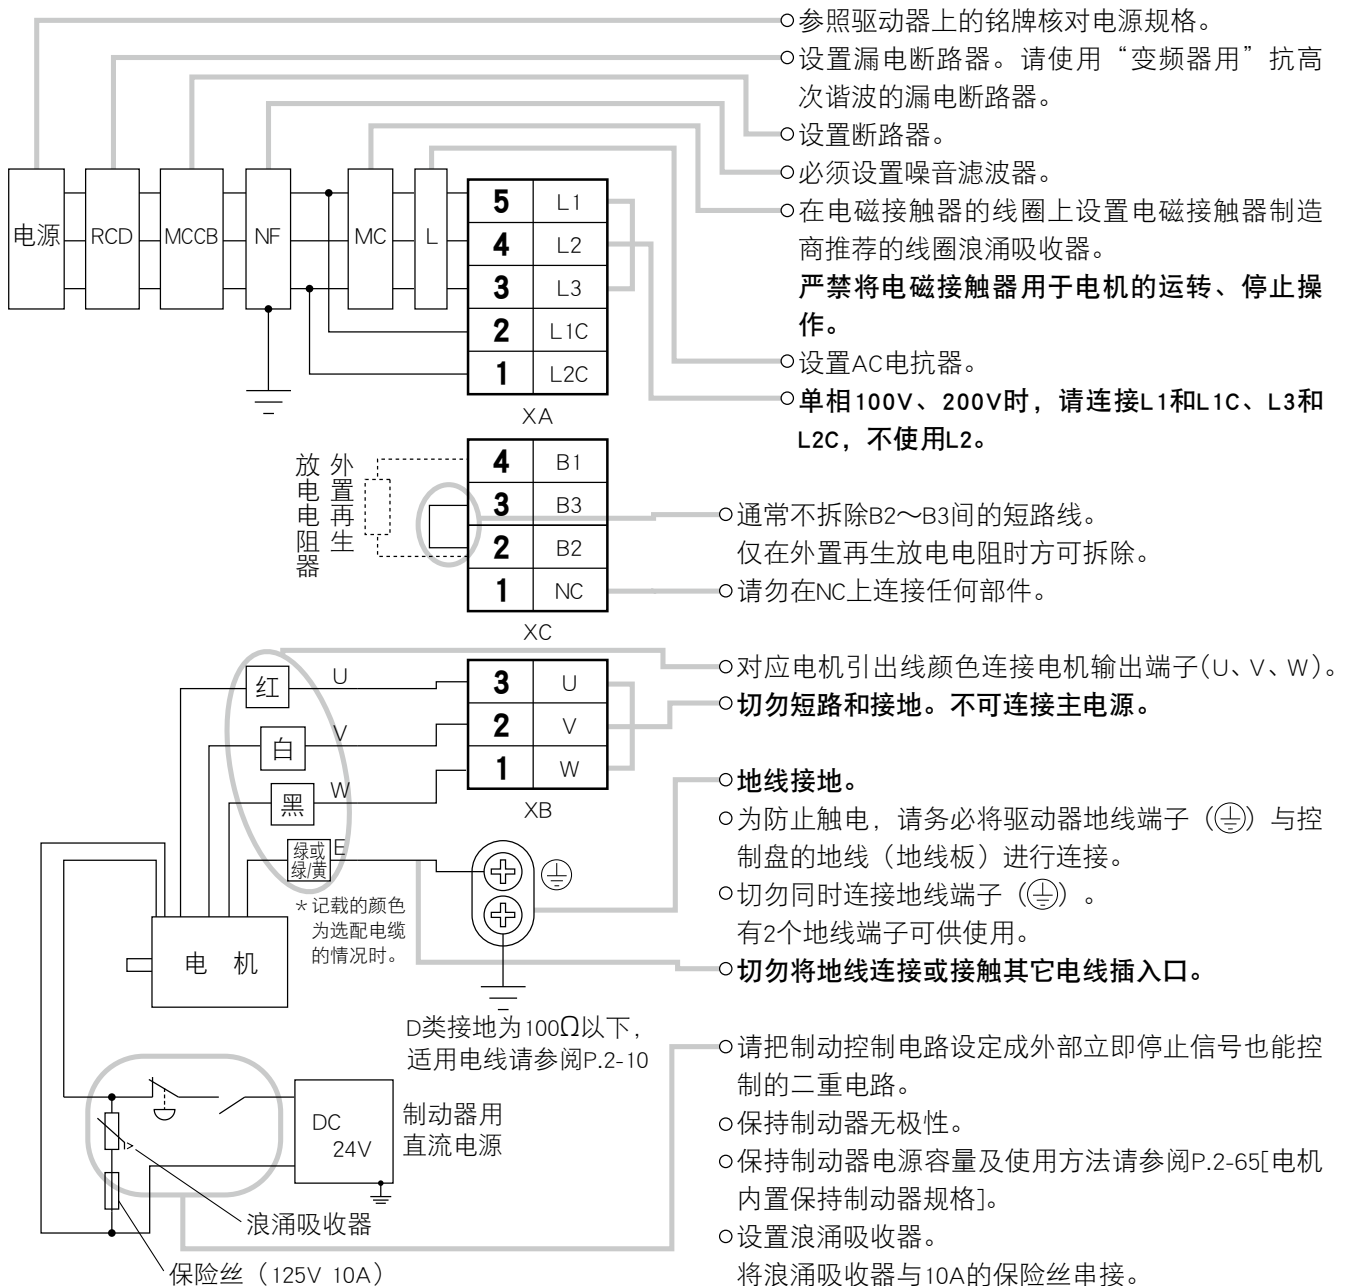 参照驱动器上的铭牌核对电源规格。
设置漏电断路器。请使用“变频器用”抗高
次谐波的漏电断路器。
设置断路器。
必须设置噪音滤波器。
在电磁接触器的线圈上设置电磁接触器制造
商推荐的线圈浪涌吸收器。
严禁将电磁接触器用于电机的运转、停止操
作。
设置AC电抗器。
单相100V、200V时，请连接L1和L1C、L3和
L2C，不使用L2。
电源
RCD
MCCB
NF
MC
L
5 L1
4 L2
3 L3
2 L1C
1 L2C
XA
外置再生
放电电阻器
4 B1
3 B3
2 B2
1 NC
XC
通常不拆除B2～B3间的短路线。
仅在外置再生放电电阻时方可拆除。
请勿在NC上连接任何部件。
红 U
白 V
黑 W
绿或
绿/黄
E
3 U
2 V
1 W
XB
对应电机引出线颜色连接电机输出端子(U、V、W)。
切勿短路和接地。不可连接主电源。
地线接地。
为防止触电，请务必将驱动器地线端子（⏚）与控
制盘的地线（地线板）进行连接。
切勿同时连接地线端子（⏚）。
有2个地线端子可供使用。
切勿将地线连接或接触其它电线插入口。
＊记载的颜色
为选配电缆
的情况时。
电 机
D类接地为100Ω以下，
适用电线请参阅P.2-10
DC
24V
制动器用
直流电源
浪涌吸收器
保险丝（125V 10A）
请把制动控制电路设定成外部立即停止信号也能控
制的二重电路。
保持制动器无极性。
保持制动器电源容量及使用方法请参阅P.2-65[电机
内置保持制动器规格]。
设置浪涌吸收器。
将浪涌吸收器与10A的保险丝串接。